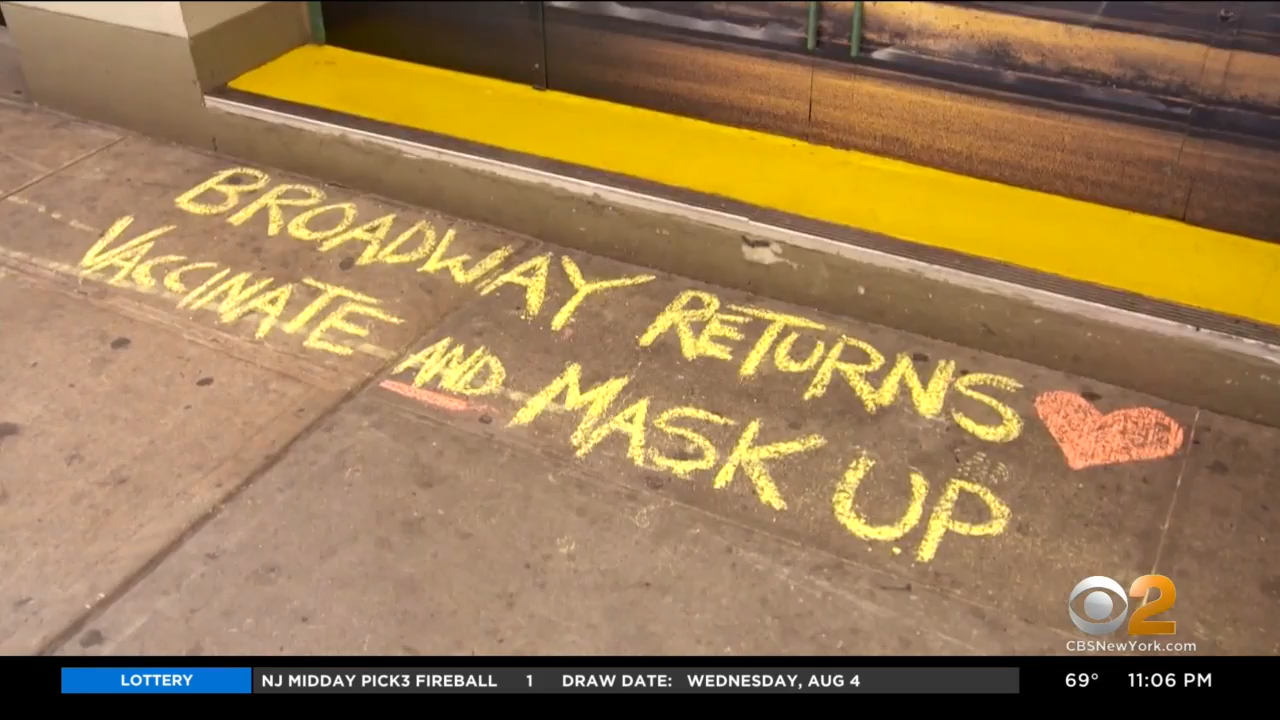 BROADWAY RETURNS
VACCINATE AND MASK UP
2
CBSNewYork.com
LOTTERY
NJ MIDDAY PICK3 FIREBALL 1 DRAW DATE: WEDNESDAY, AUG 4
69° 11:06 PM